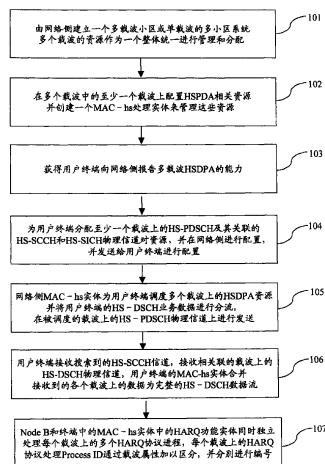 由网络侧建立一个多载波小区或单载波的多小区系统
多个载波的资源作为一个整体统一进行管理和分配
101
在多个载波中的至少一个载波上配置HSPDA相关资源
并创建一个MAC-hs处理实体来管理这些资源
102
获得用户终端向网络侧报告多载波HSDPA的能力
103
为用户终端分配至少一个载波上的HS-PDSCH及其关联的
HS-SCCH和HS-SICH物理信道对资源，并在网络侧进行配置，
并发送给用户终端进行配置
104
网络侧MAC-hs实体为用户终端调度多个载波上的HSDPA资源
并将用户终端的HS-DSCH业务数据进行分流，
在被调度的载波上的HS-PDSCH物理信道上进行发送
105
用户终端接收搜索到的HS-SCCH信道，接收相关联的载波上的
HS-DSCH物理信道，用户终端的MAC-hs实体合并
接收到的各个载波上的数据为完整的HS-DSCH数据流
106
Node B和终端中的MAC-hs实体中的HARQ功能实体同时独立
处理每个载波上的多个HARQ协议进程，每个载波上的HARQ
协议处理Process ID通过载波属性加以区分，并分别进行编号
107